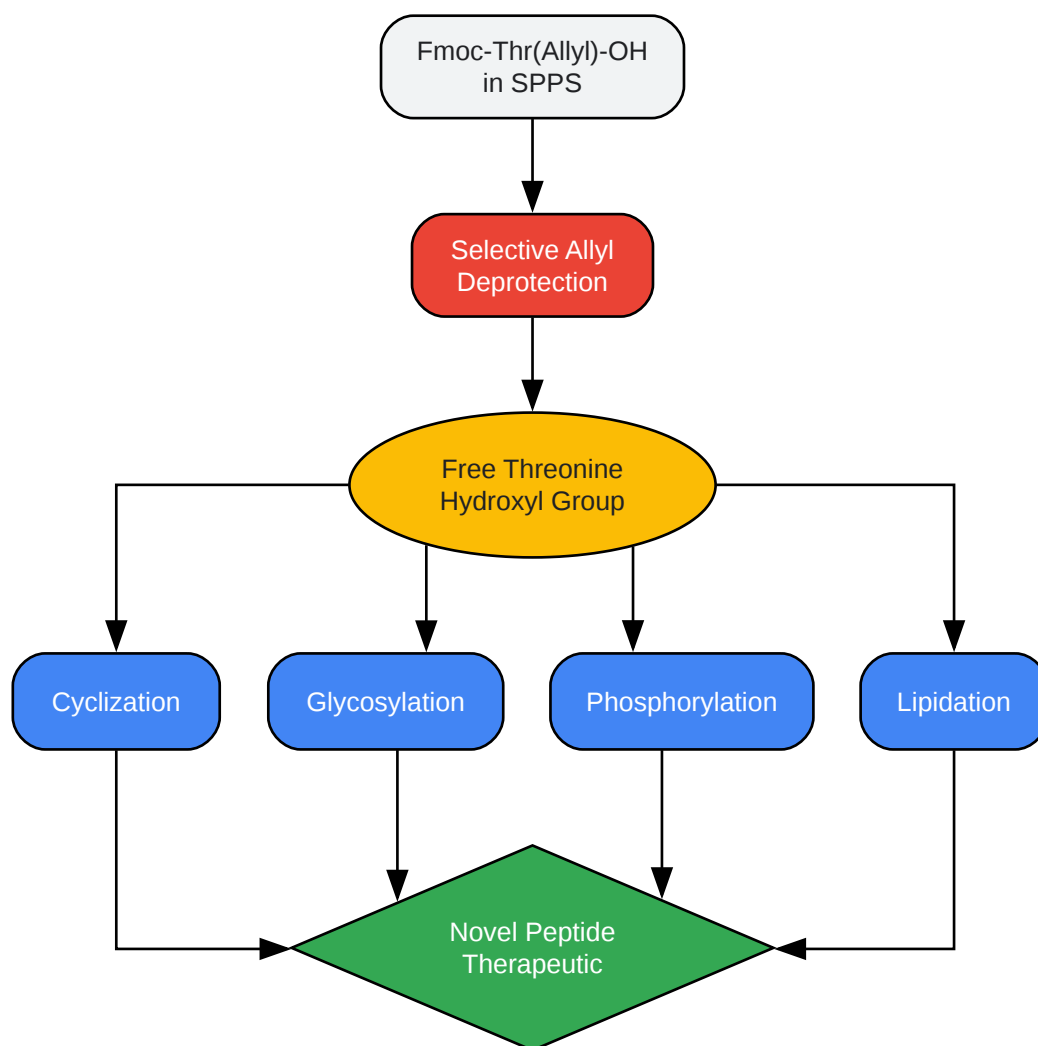 Fmoc-Thr(Allyl)-OH
in SPPS
Selective Allyl
Deprotection
Free Threonine
Hydroxyl Group
Cyclization
Glycosylation
Phosphorylation
Lipidation
Novel Peptide
Therapeutic